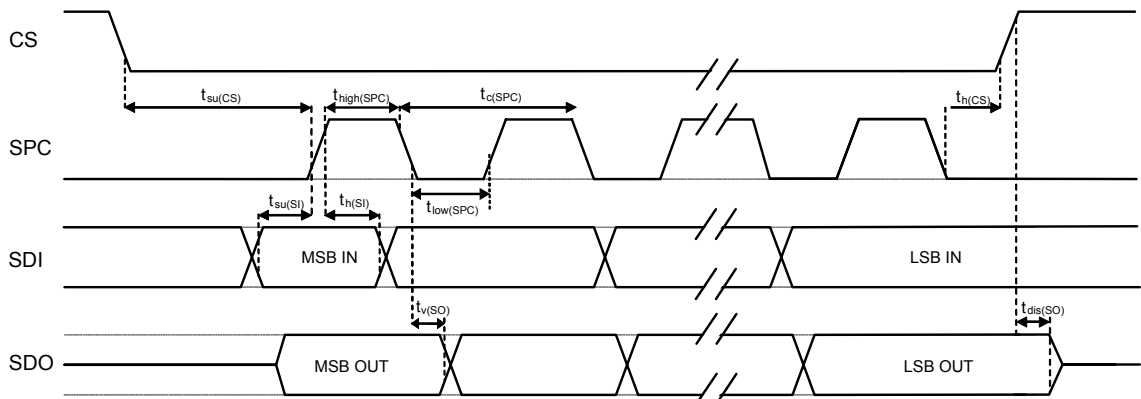 CS
t_su(CS) t_high(SPC) t_c(SPC) t_h(CS)
SPC
t_su(SI) t_h(SI) t_low(SPC)
SDI MSB IN LSB IN
t_v(SO) t_dis(SO)
SDO MSB OUT LSB OUT